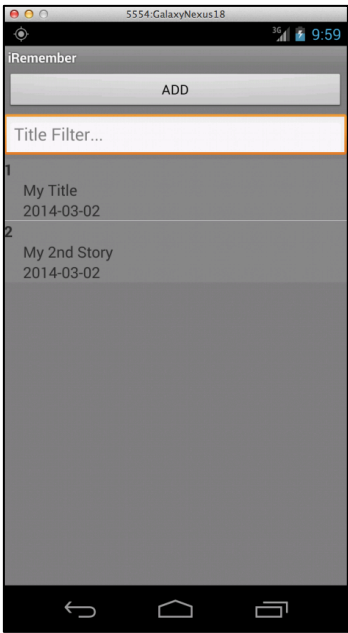 5554:GalaxyNexus18
3G 9:59
iRemember
ADD
Title Filter...
1
My Title
2014-03-02
2
My 2nd Story
2014-03-02